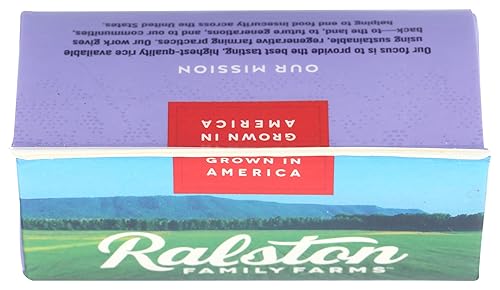 GROWN IN
AMERICA
OUR MISSION
Our focus is to provide the best tasting, highest-quality rice available
using sustainable, regenerative farming practices. Our work gives
back—to the land, to future generations, and to our communities,
helping to end food insecurity across the United States.
GROWN IN
AMERICA
Ralston
FAMILY FARMS™